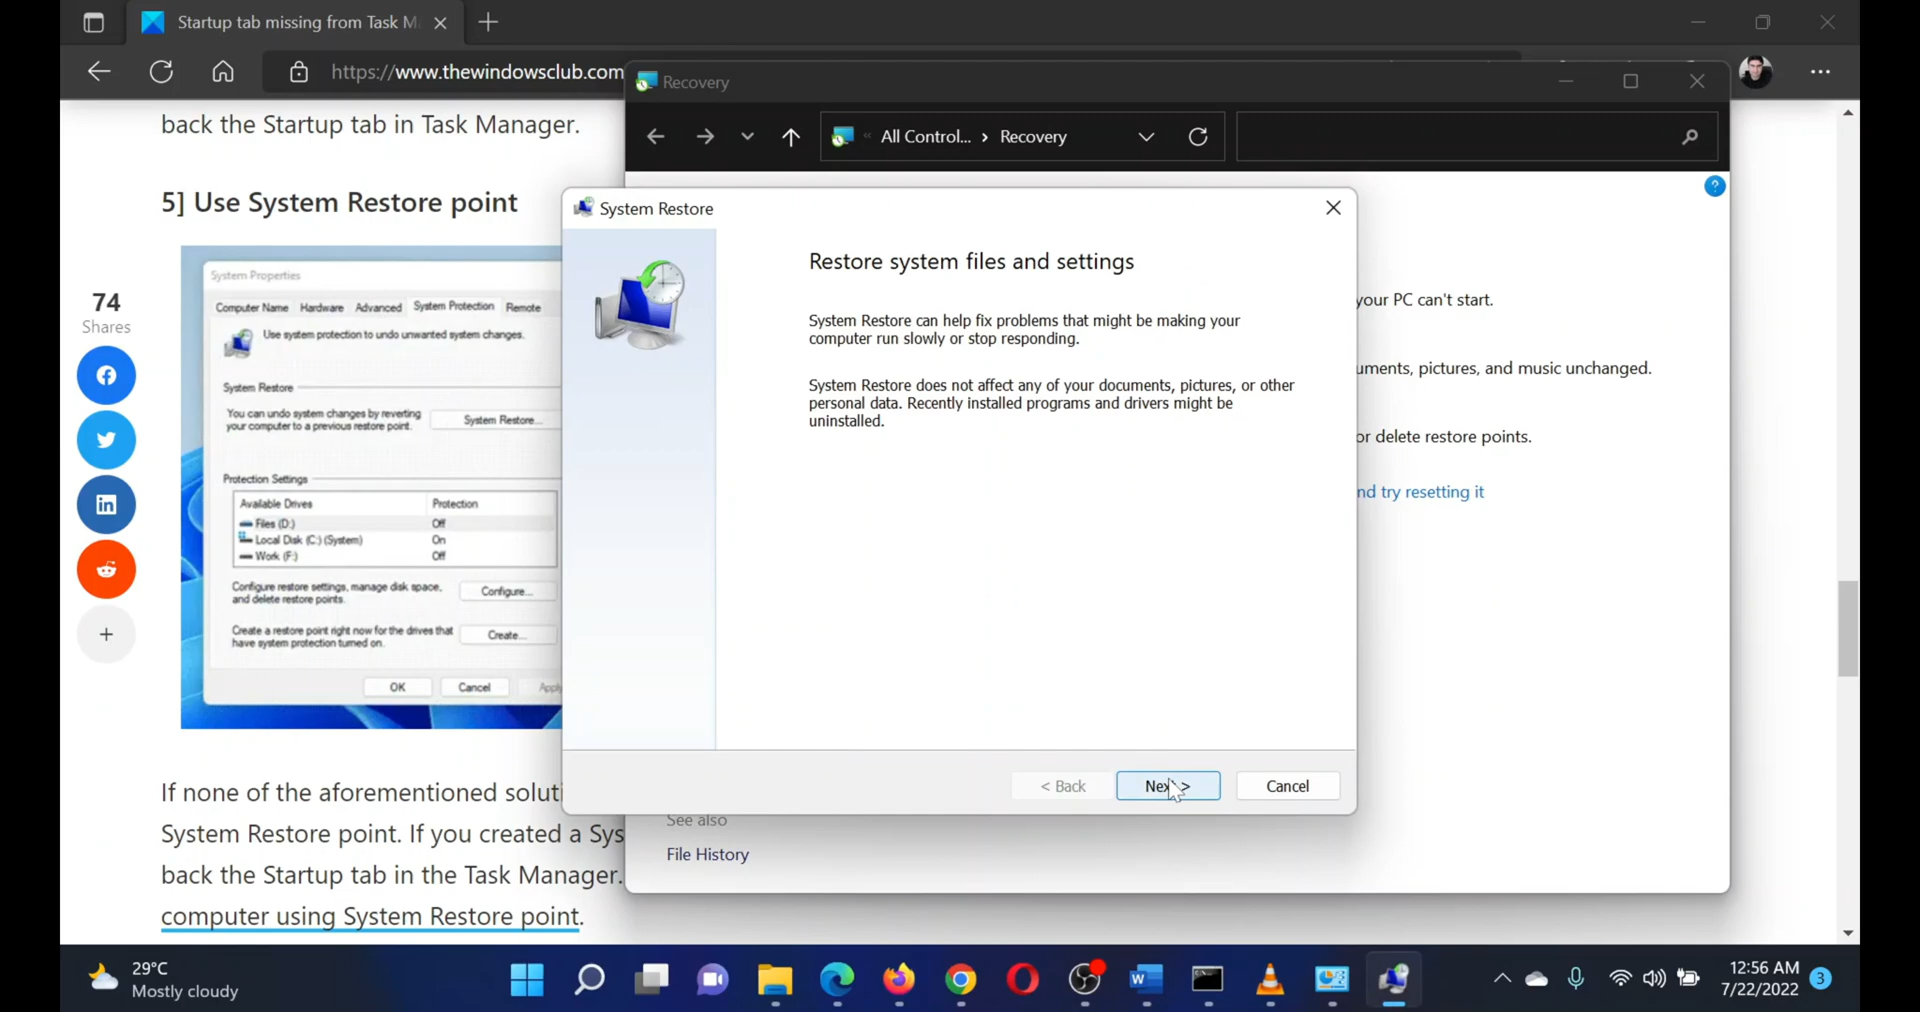 Startup tab missing from Task M
https://www.thewindowsclub.com
back the Startup tab in Task Manager.
5] Use System Restore point
74
Shares
System Properties
Computer Name Hardware Advanced System Protection Remote
Use system protection to undo unwanted system changes.
System Restore
You can undo system changes by reverting
your computer to a previous restore point.
System Restore...
Protection Settings
Available Drives Protection
Files (D:) Off
Local Disk (C:) (System) On
Work (F:) Off
Configure restore settings, manage disk space,
and delete restore points.
Configure...
Create a restore point right now for the drives that
have system protection turned on.
Create...
OK Cancel Apply
If none of the aforementioned soluti
System Restore point. If you created a Sys
back the Startup tab in the Task Manager.
computer using System Restore point.
Recovery
« All Control... › Recovery
your PC can't start.
uments, pictures, and music unchanged.
or delete restore points.
nd try resetting it
See also
File History
System Restore
Restore system files and settings
System Restore can help fix problems that might be making your
computer run slowly or stop responding.
System Restore does not affect any of your documents, pictures, or other
personal data. Recently installed programs and drivers might be
uninstalled.
< Back Next > Cancel
29°C
Mostly cloudy
12:56 AM
7/22/2022
3